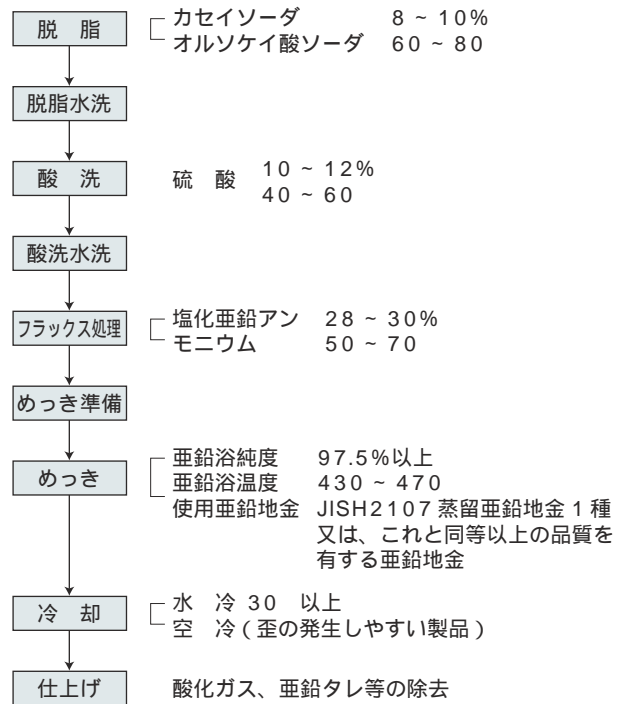 脱　脂　カセイソーダ　8 ~ 10%
オルソケイ酸ソーダ　60 ~ 80
脱脂水洗
酸　洗　硫　酸　10 ~ 12%
40 ~ 60
酸洗水洗
フラックス処理　塩化亜鉛アン　28 ~ 30%
モニウム　50 ~ 70
めっき準備
めっき　亜鉛浴純度　97.5%以上
亜鉛浴温度　430 ~ 470
使用亜鉛地金　JISH2107 蒸留亜鉛地金 1 種
又は、これと同等以上の品質を
有する亜鉛地金
冷　却　水　冷 30　以上
空　冷 ( 歪の発生しやすい製品 )
仕上げ　酸化ガス、亜鉛タレ等の除去